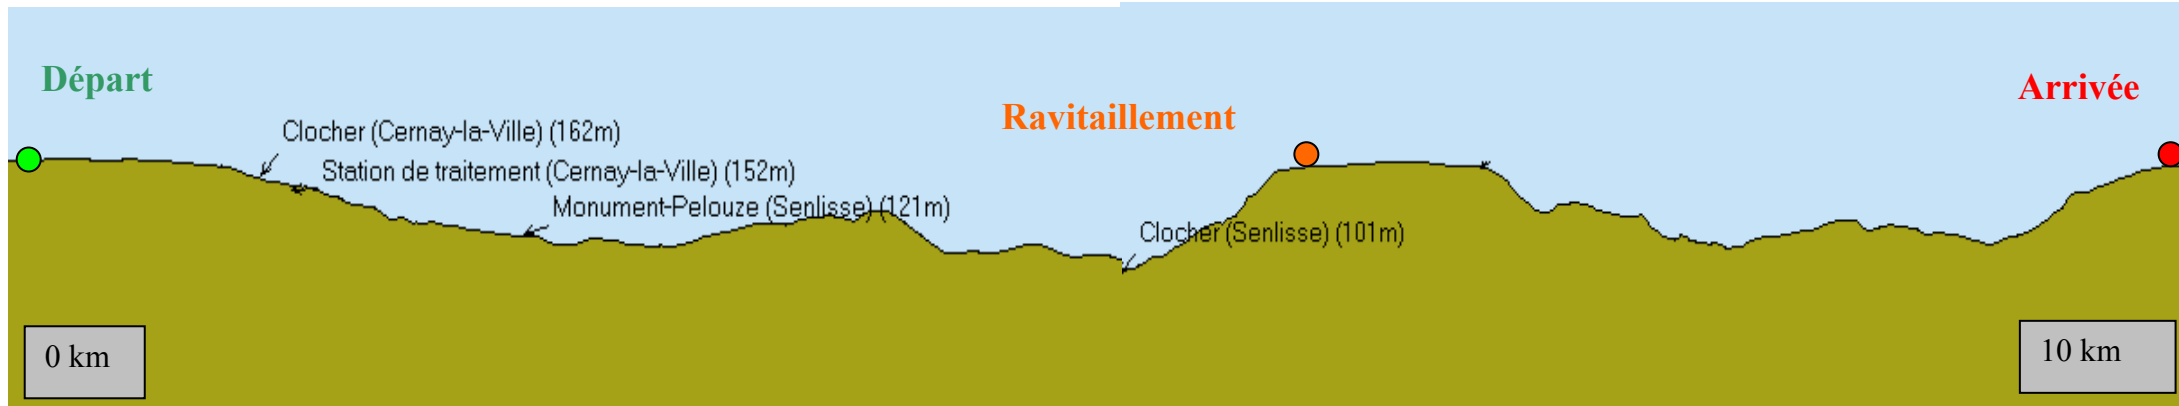 Départ
Arrivée
Ravitaillement
Clocher (Cernay-la-Ville) (162m)
Station de traitement (Cernay-la-Ville) (152m)
Monument-Pelouze (Senlisse) (121m)
Clocher (Senlisse) (101m)
0 km
10 km